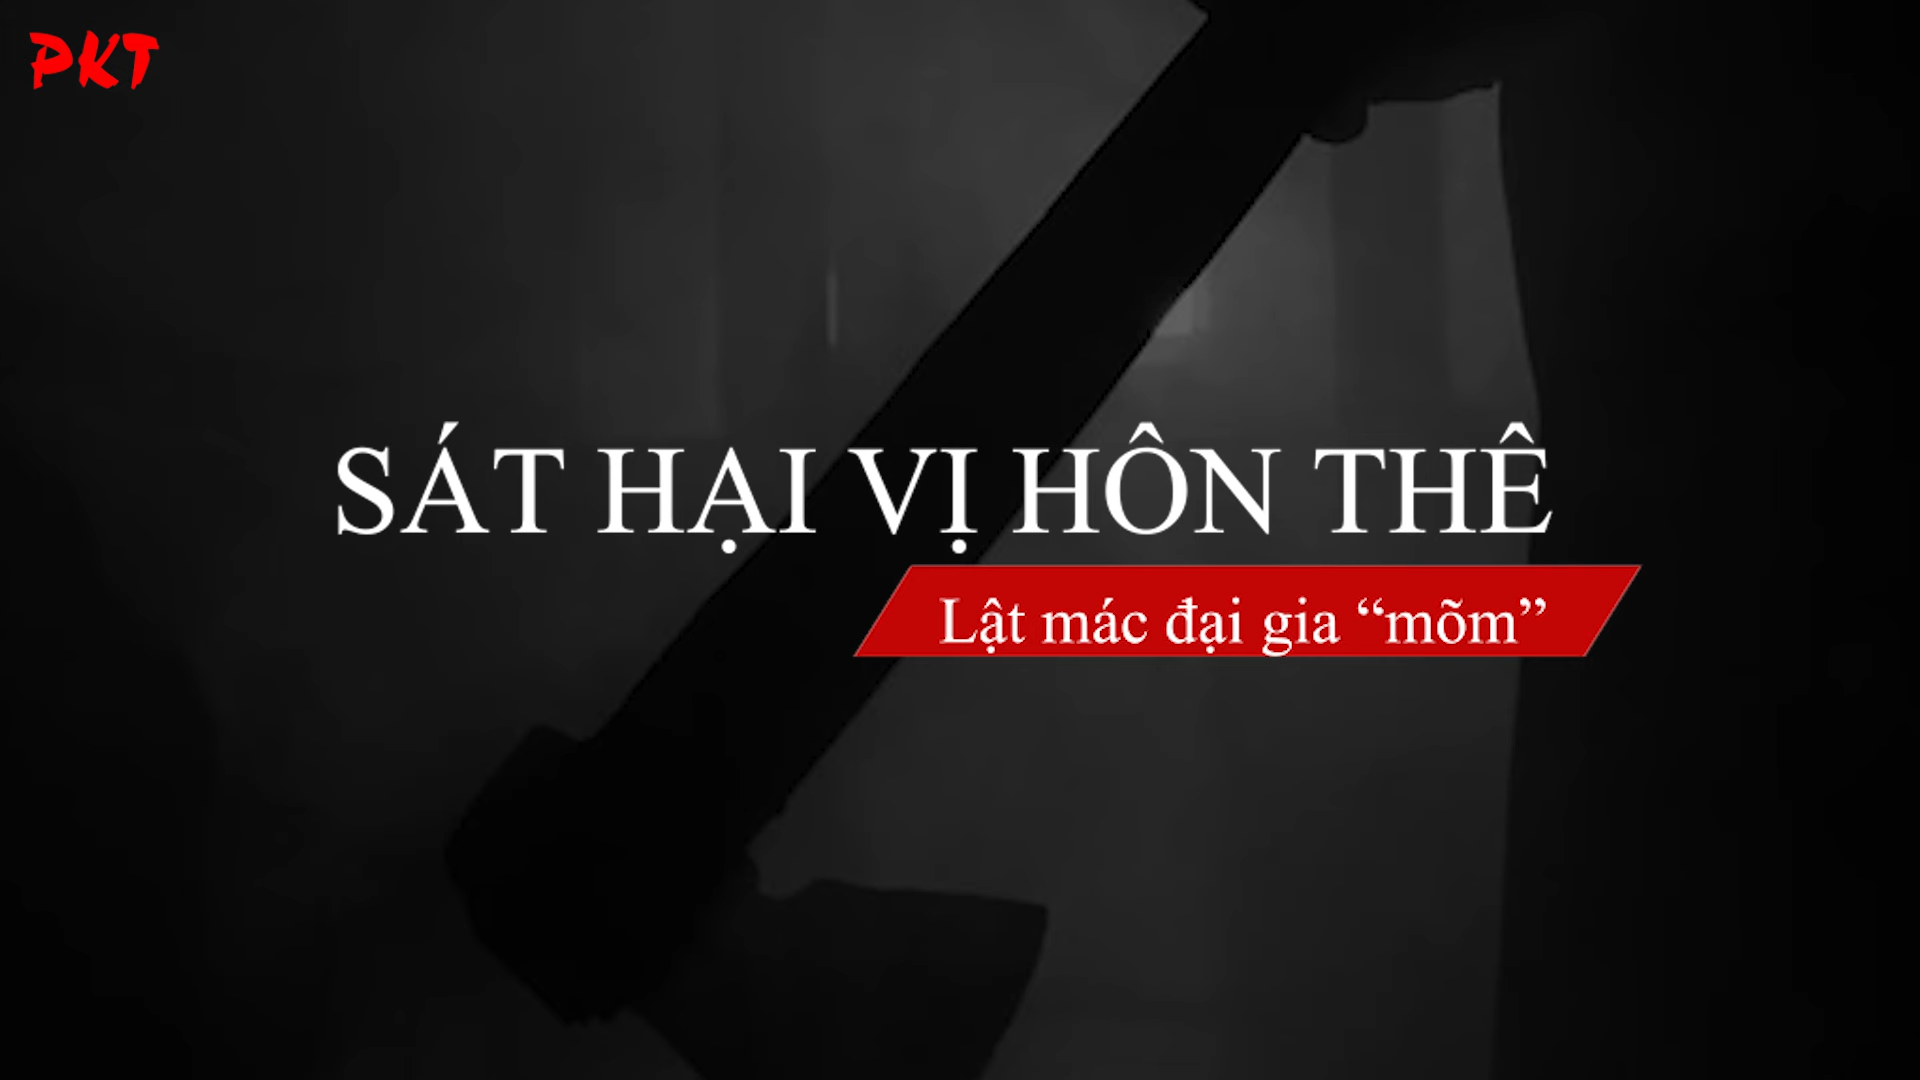 PKT
SÁT HẠI VỊ HÔN THÊ
Lật mác đại gia “mõm”